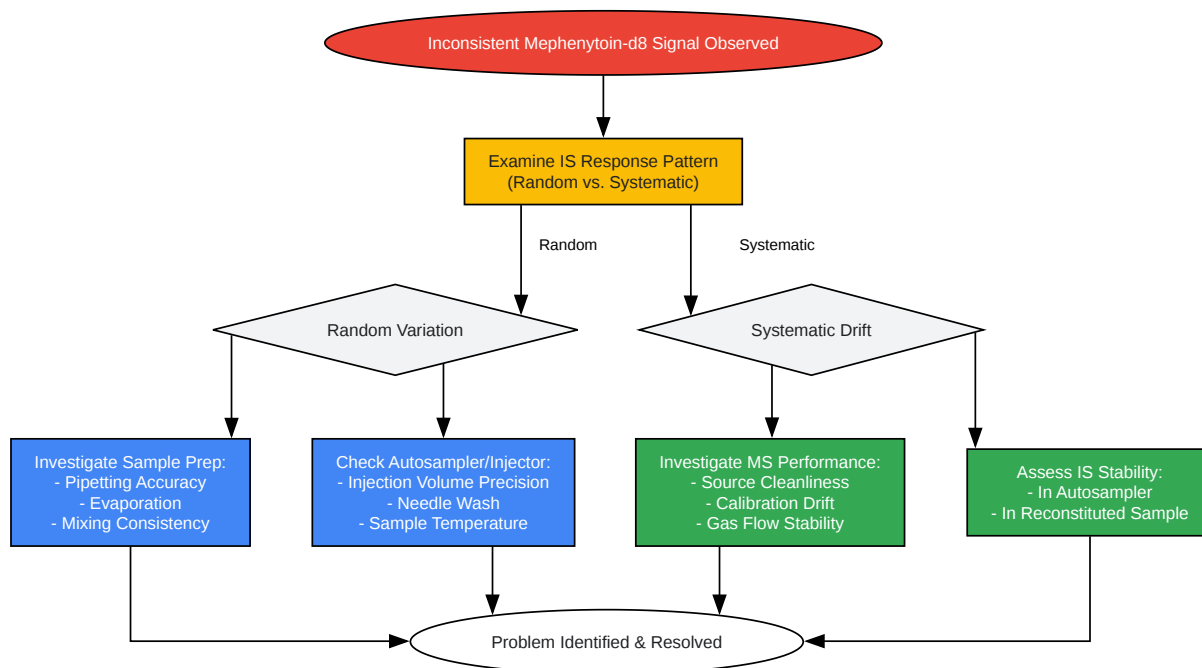 Inconsistent Mephenytoin-d8 Signal Observed
Examine IS Response Pattern
(Random vs. Systematic)
Random
Systematic
Random Variation
Systematic Drift
Investigate Sample Prep:
- Pipetting Accuracy
- Evaporation
- Mixing Consistency
Check Autosampler/Injector:
- Injection Volume Precision
- Needle Wash
- Sample Temperature
Investigate MS Performance:
- Source Cleanliness
- Calibration Drift
- Gas Flow Stability
Assess IS Stability:
- In Autosampler
- In Reconstituted Sample
Problem Identified & Resolved